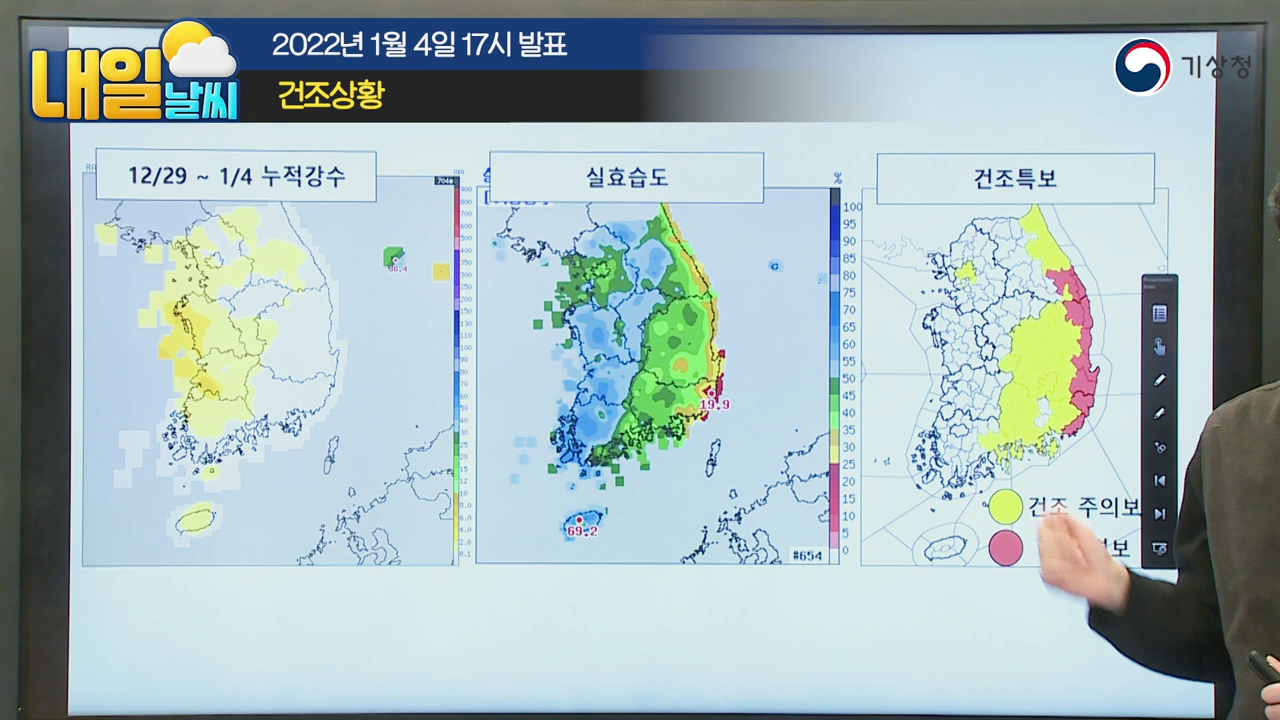 내일
날씨
2022년 1월 4일 17시 발표
건조상황
기상청
12/29 ~ 1/4 누적강수
실효습도
건조특보
%
100
95
90
85
80
75
70
65
60
55
50
45
40
35
30
25
20
15
10
5
0
19.9
69.2
#654
건조 주의보